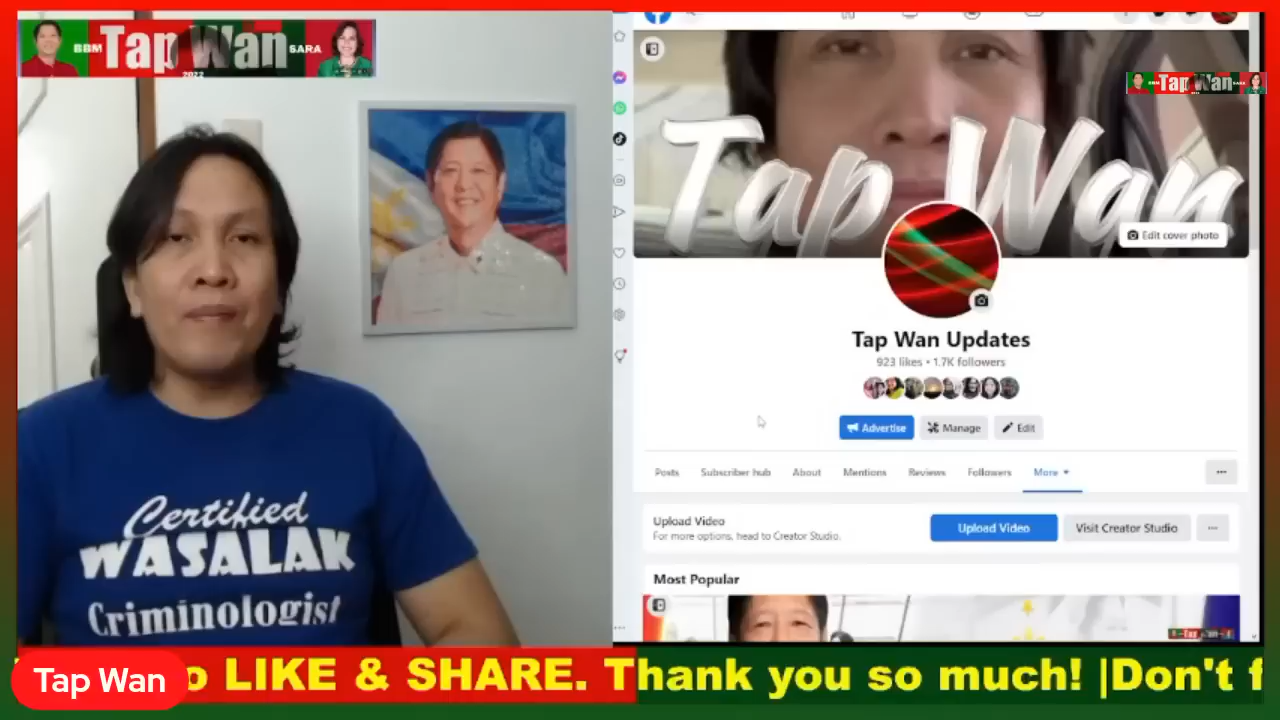 BBM Tap Wan SARA
2022
Tap Wan
Edit cover photo
Tap Wan Updates
923 likes • 1.7K followers
Advertise
Manage
Edit
Posts
Subscriber hub
About
Mentions
Reviews
Followers
More
Upload Video
For more options, head to Creator Studio.
Upload Video
Visit Creator Studio
Most Popular
Tap Wan
Certified
WASALAK
Criminologist
Tap Wan
o LIKE & SHARE. Thank you so much! |Don't f